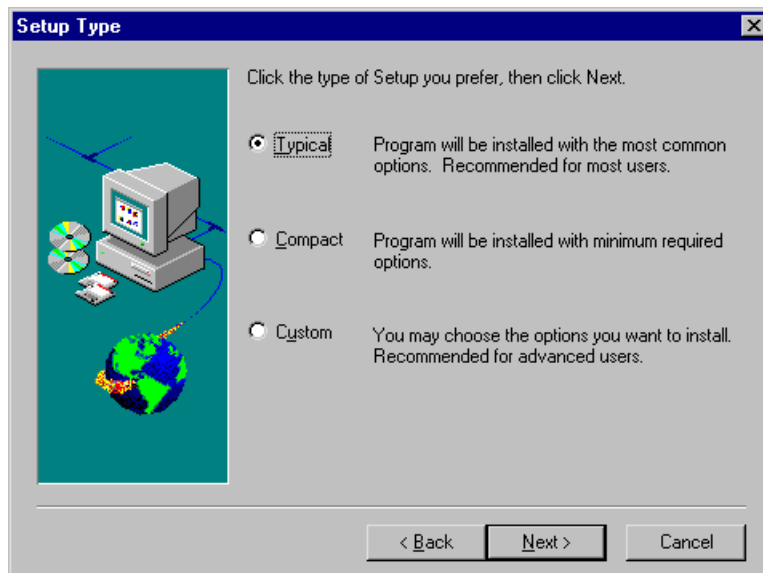 Setup Type
Click the type of Setup you prefer, then click Next.
Typical
Program will be installed with the most common
options.  Recommended for most users.
Compact
Program will be installed with minimum required
options.
Custom
You may choose the options you want to install.
Recommended for advanced users.
< Back
Next >
Cancel